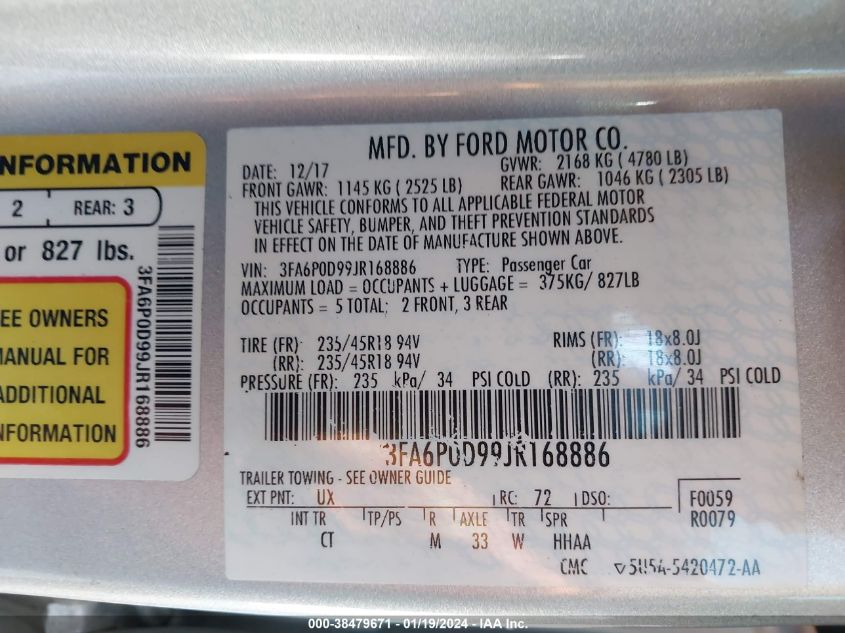 NFORMATION
2 REAR: 3
or 827 lbs.
EE OWNERS
MANUAL FOR
ADDITIONAL
NFORMATION
3FA6P0D99JR168886
MFD. BY FORD MOTOR CO.
DATE: 12/17 GVWR: 2168 KG ( 4780 LB)
FRONT GAWR: 1145 KG ( 2525 LB) REAR GAWR: 1046 KG ( 2305 LB)
THIS VEHICLE CONFORMS TO ALL APPLICABLE FEDERAL MOTOR
VEHICLE SAFETY, BUMPER, AND THEFT PREVENTION STANDARDS
IN EFFECT ON THE DATE OF MANUFACTURE SHOWN ABOVE.
VIN: 3FA6P0D99JR168886 TYPE: Passenger Car
MAXIMUM LOAD = OCCUPANTS + LUGGAGE = 375KG/ 827LB
OCCUPANTS = 5 TOTAL; 2 FRONT, 3 REAR
TIRE (FR): 235/45R18 94V RIMS (FR): 18x8.0J
(RR): 235/45R18 94V (RR): 18x8.0J
PRESSURE (FR): 235 kPa/ 34 PSI COLD (RR): 235 kPa/ 34 PSI COLD
3FA6P0D99JR168886
TRAILER TOWING - SEE OWNER GUIDE
EXT PNT: UX RC: 72 DSO: F0059
R0079
INT TR TP/PS R AXLE TR SPR
CT M 33 W HHAA
CMC 5U5A-5420472-AA
000-38479671 - 01/19/2024 - IAA Inc.